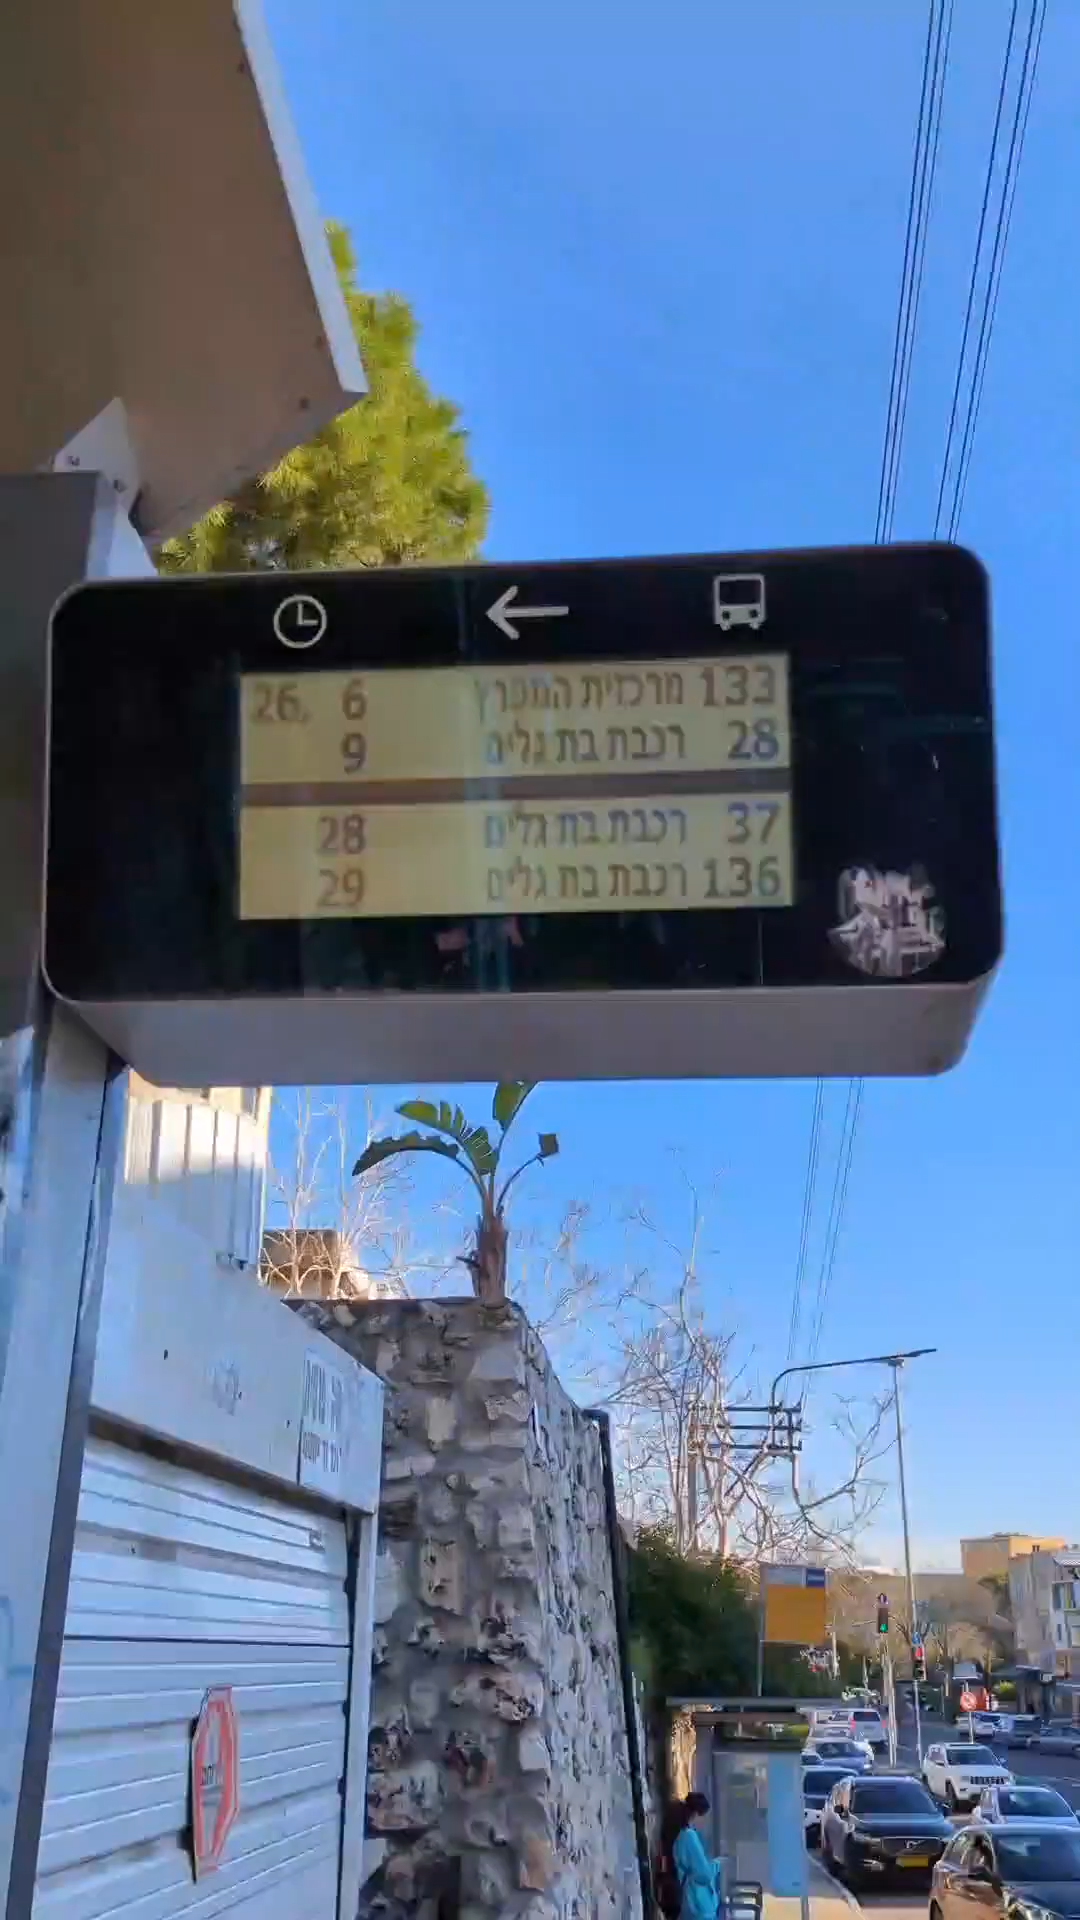 133 מרכזית המפרץ 6 ,26
28 רכבת בת גלים 9
37 רכבת בת גלים 28
136 רכבת בת גלים 29